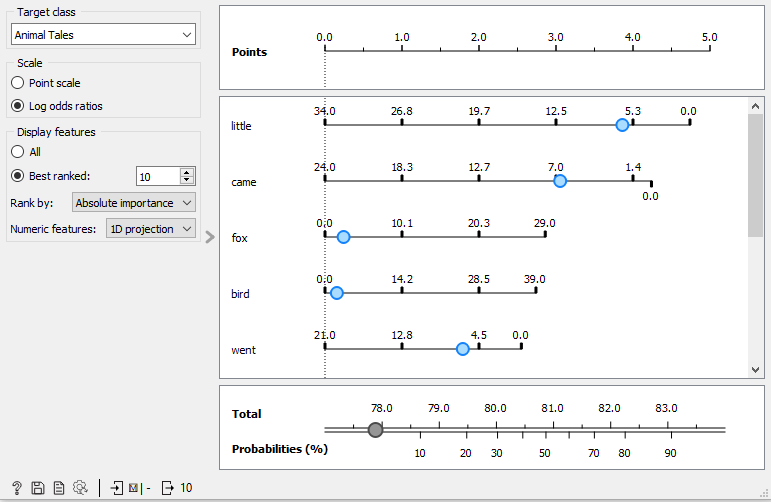 Target class
Animal Tales
Scale
Point scale
Log odds ratios
Display features
All
Best ranked: 10
Rank by: Absolute importance
Numeric features: 1D projection
0.0 1.0 2.0 3.0 4.0 5.0
Points
34.0 26.8 19.7 12.5 5.3 0.0
little
24.0 18.3 12.7 7.0 1.4
came
0.0
0.0 10.1 20.3 29.0
fox
0.0 14.2 28.5 39.0
bird
21.0 12.8 4.5 0.0
went
78.0 79.0 80.0 81.0 82.0 83.0
Total
Probabilities (%)
10 20 30 50 70 80 90
? M | - 10